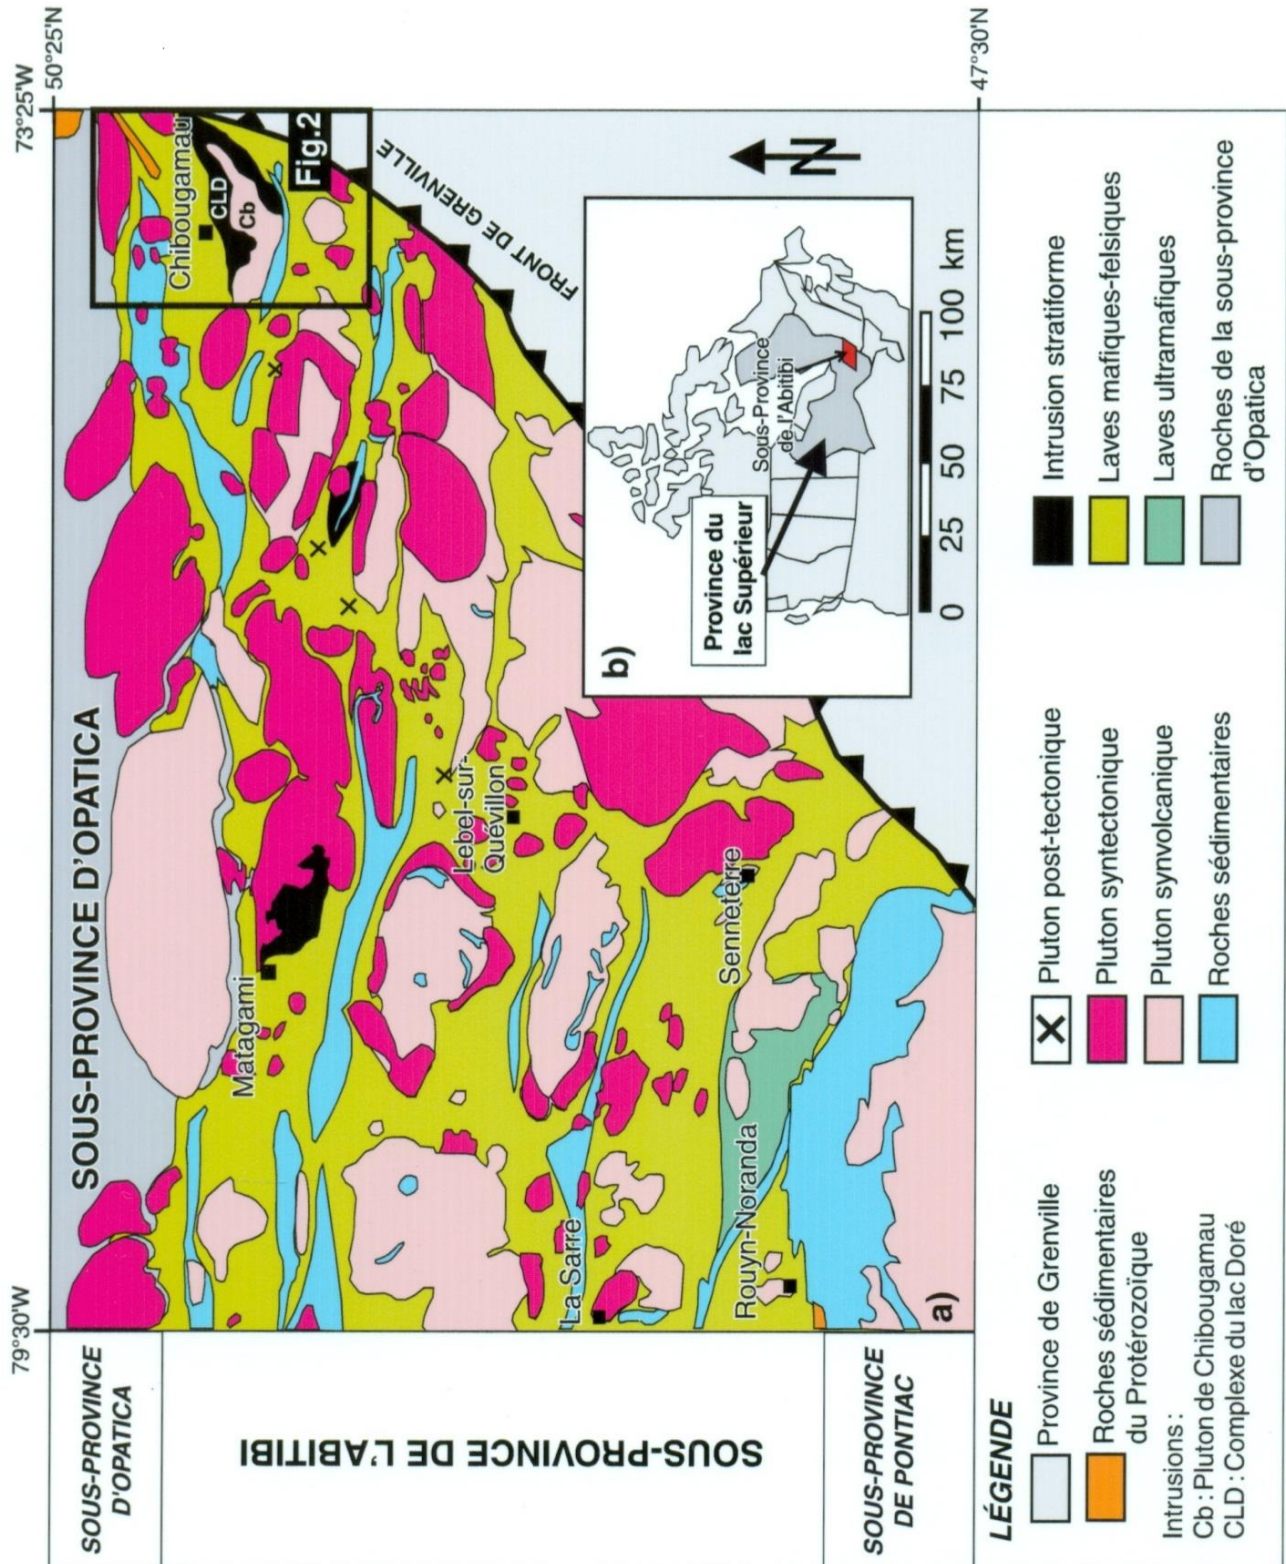 79°30'W
73°25'W
50°25'N
47°30'N
SOUS-PROVINCE
D'OPATICA
SOUS-PROVINCE DE L'ABITIBI
SOUS-PROVINCE
DE PONTIAC
SOUS-PROVINCE D'OPATICA
Matagami
Chibougamau
CLD
Cb
Fig.2
FRONT DE GRENVILLE
Lebel-sur-
Quévillon
La Sarre
Senneterre
Rouyn-Noranda
a)
b)
Province du
lac Supérieur
Sous-Province
de l'Abitibi
N
0 25 50 75 100 km
LÉGENDE
Province de Grenville
Roches sédimentaires
du Protérozoïque
Intrusions :
Cb : Pluton de Chibougamau
CLD : Complexe du lac Doré
Pluton post-tectonique
Pluton syntectonique
Pluton synvolcanique
Roches sédimentaires
Intrusion stratiforme
Laves mafiques-felsiques
Laves ultramafiques
Roches de la sous-province
d'Opatica